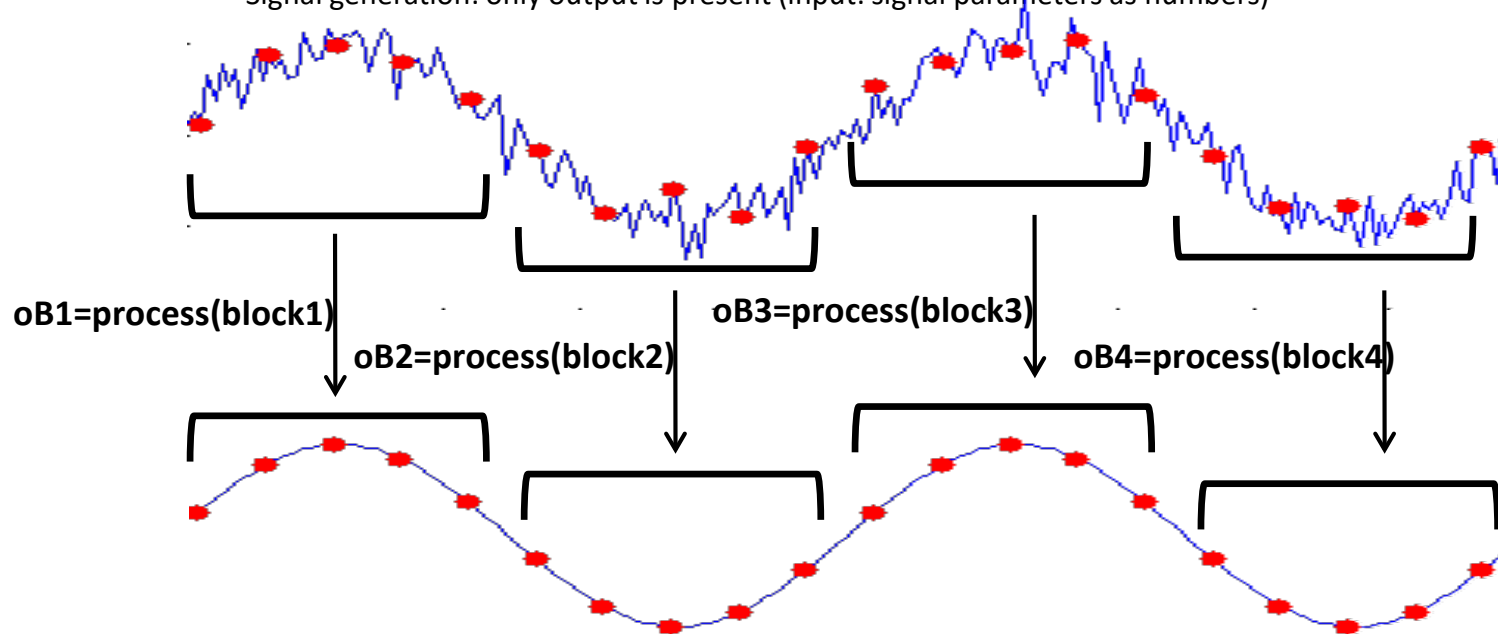 Signal generation: only output is present (input: signal parameters as numbers)
oB1=process(block1)
oB2=process(block2)
oB3=process(block3)
oB4=process(block4)